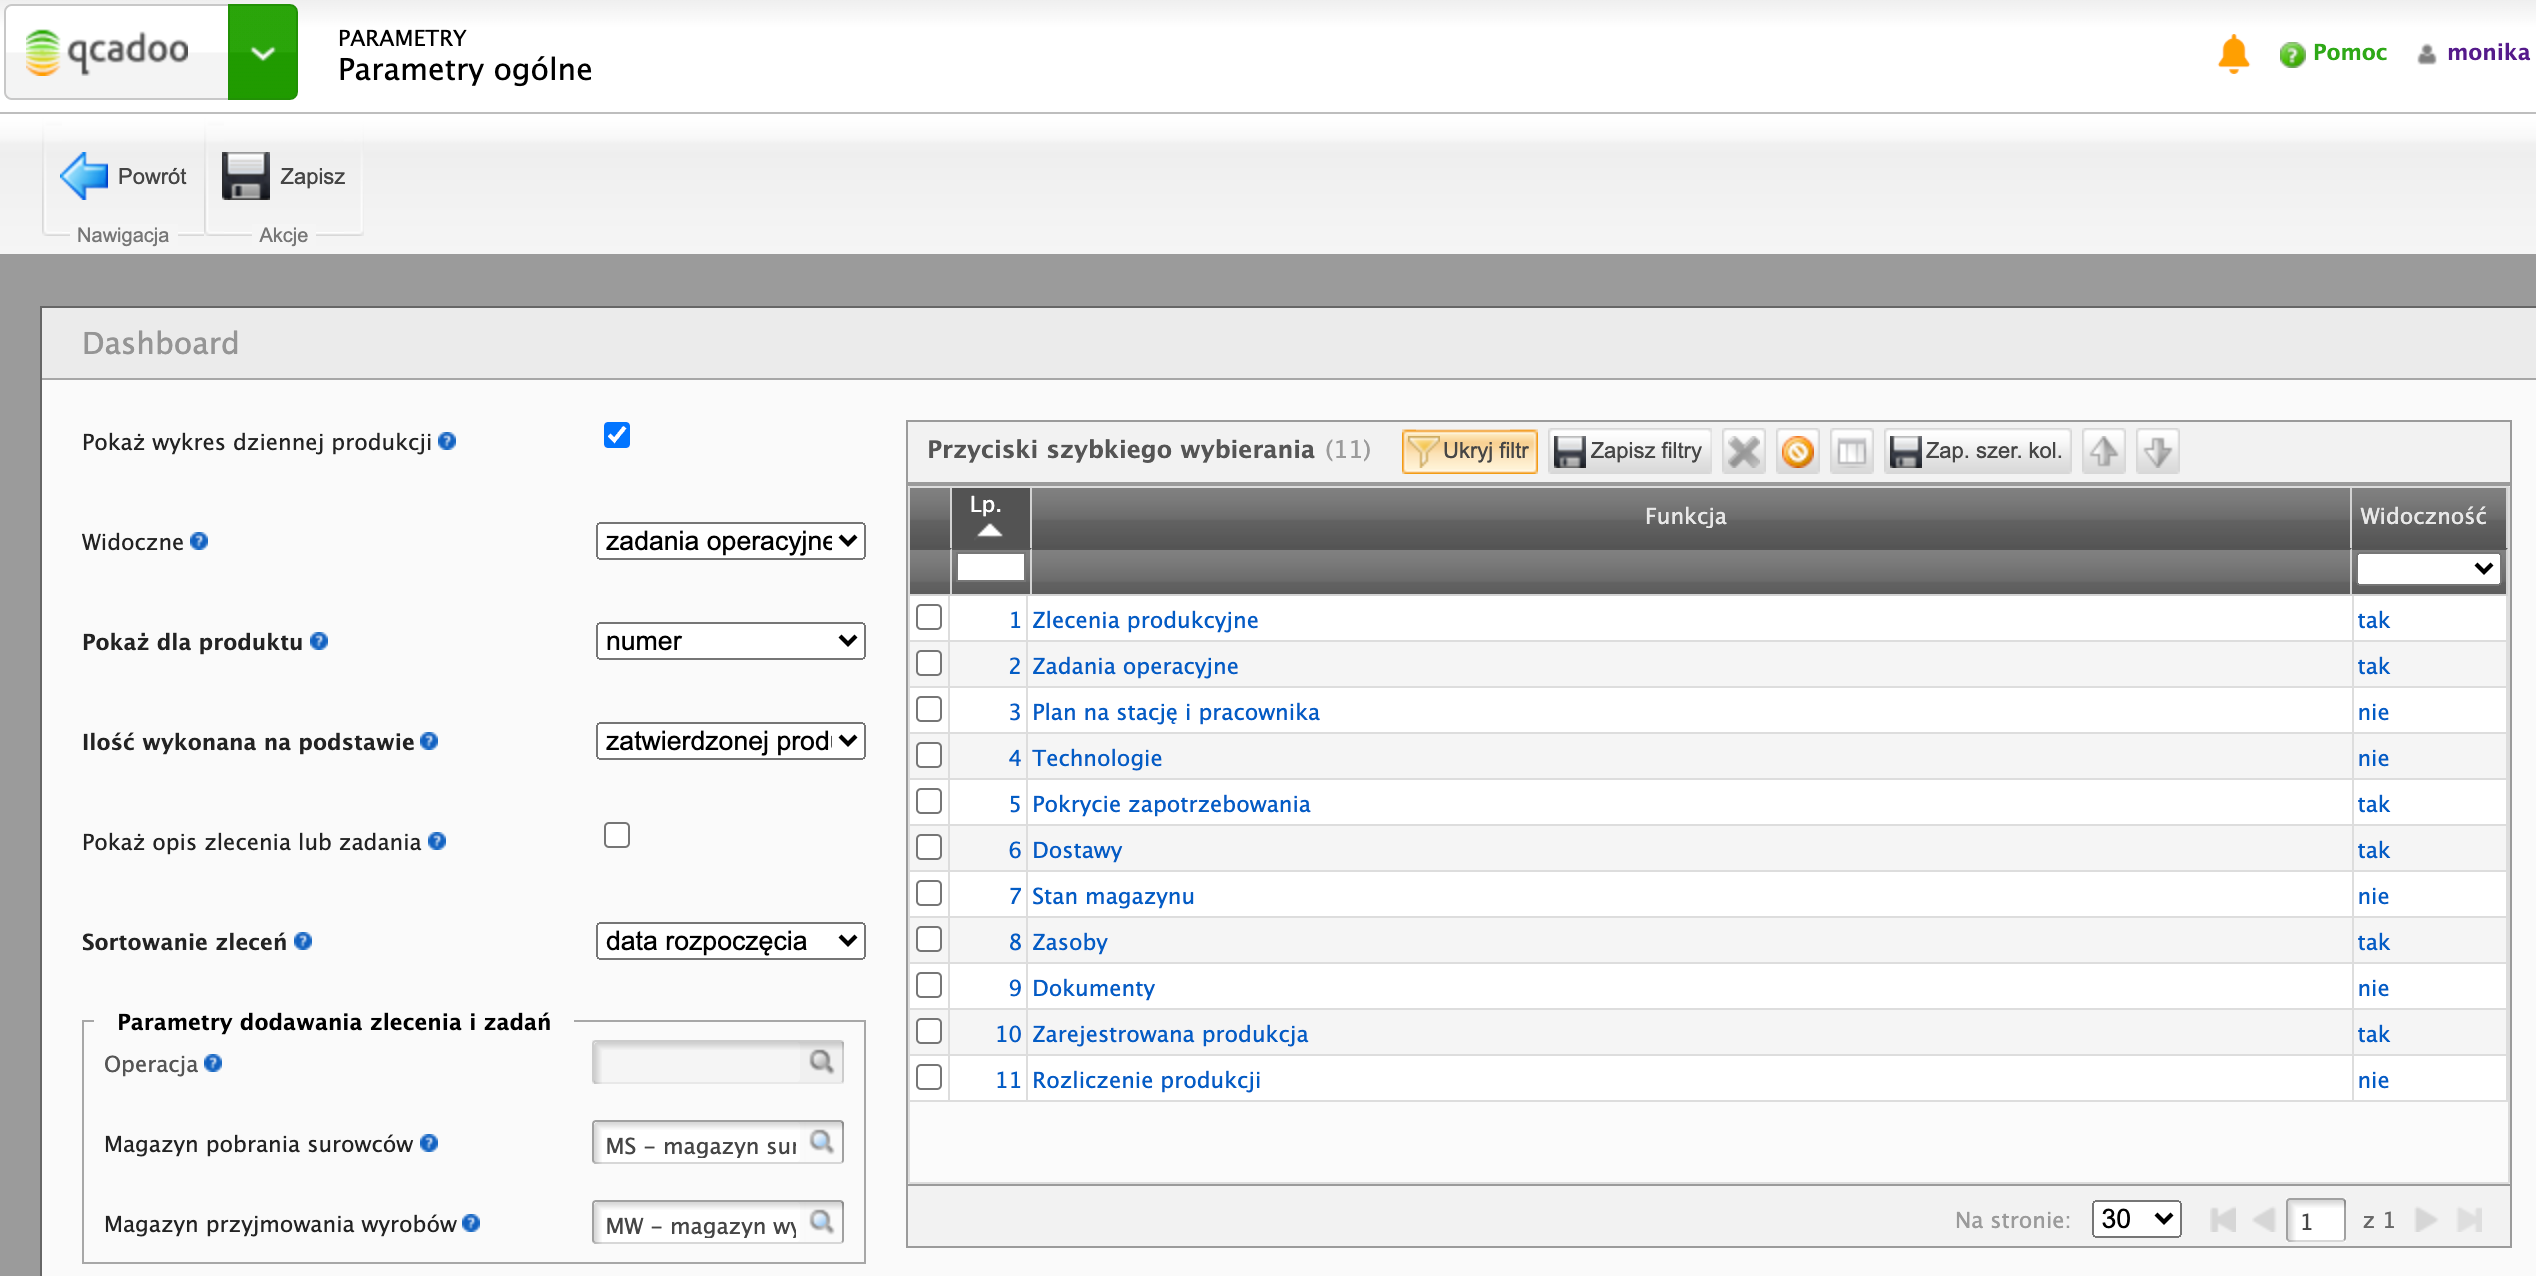 qcadoo
PARAMETRY
Parametry ogólne
Pomoc
monika
Powrót
Zapisz
Nawigacja
Akcje
Dashboard
Pokaż wykres dziennej produkcji
Widoczne
zadania operacyjne
Pokaż dla produktu
numer
Ilość wykonana na podstawie
zatwierdzonej prod
Pokaż opis zlecenia lub zadania
Sortowanie zleceń
data rozpoczęcia
Parametry dodawania zlecenia i zadań
Operacja
Magazyn pobrania surowców
MS – magazyn sur
Magazyn przyjmowania wyrobów
MW – magazyn wy
Przyciski szybkiego wybierania (11)
Ukryj filtr
Zapisz filtry
Zap. szer. kol.
Lp. Funkcja Widoczność
1 Zlecenia produkcyjne tak
2 Zadania operacyjne tak
3 Plan na stację i pracownika nie
4 Technologie nie
5 Pokrycie zapotrzebowania tak
6 Dostawy tak
7 Stan magazynu nie
8 Zasoby tak
9 Dokumenty nie
10 Zarejestrowana produkcja tak
11 Rozliczenie produkcji nie
Na stronie: 30 1 z 1